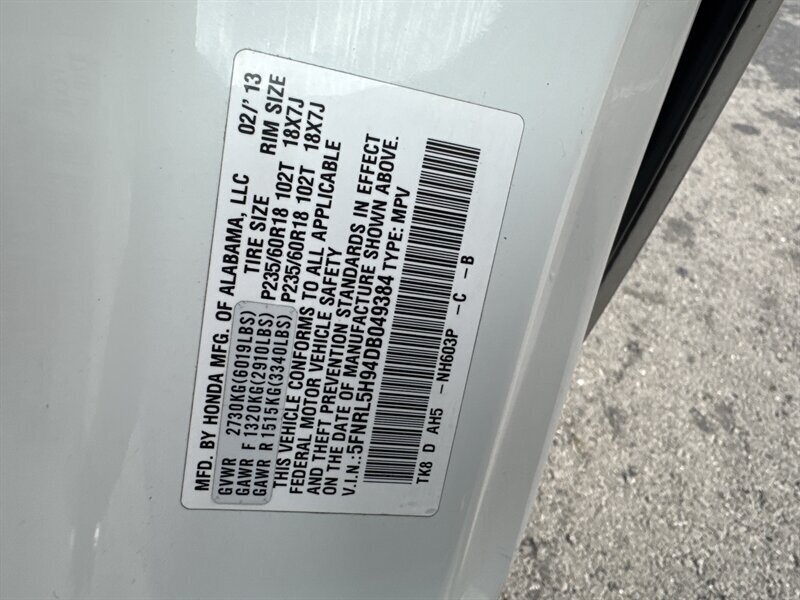 MFD. BY HONDA MFG. OF ALABAMA, LLC 02/'13
TIRE SIZE RIM SIZE
GVWR 2730KG(6019LBS)
GAWR F 1320KG(2910LBS) P235/60R18 102T 18X7J
GAWR R 1515KG(3340LBS) P235/60R18 102T 18X7J
THIS VEHICLE CONFORMS TO ALL APPLICABLE
FEDERAL MOTOR VEHICLE SAFETY
AND THEFT PREVENTION STANDARDS IN EFFECT
ON THE DATE OF MANUFACTURE SHOWN ABOVE.
V.I.N.:5FNRL5H94DB049384 TYPE: MPV
TK8 D AH5 -NH603P -C -B